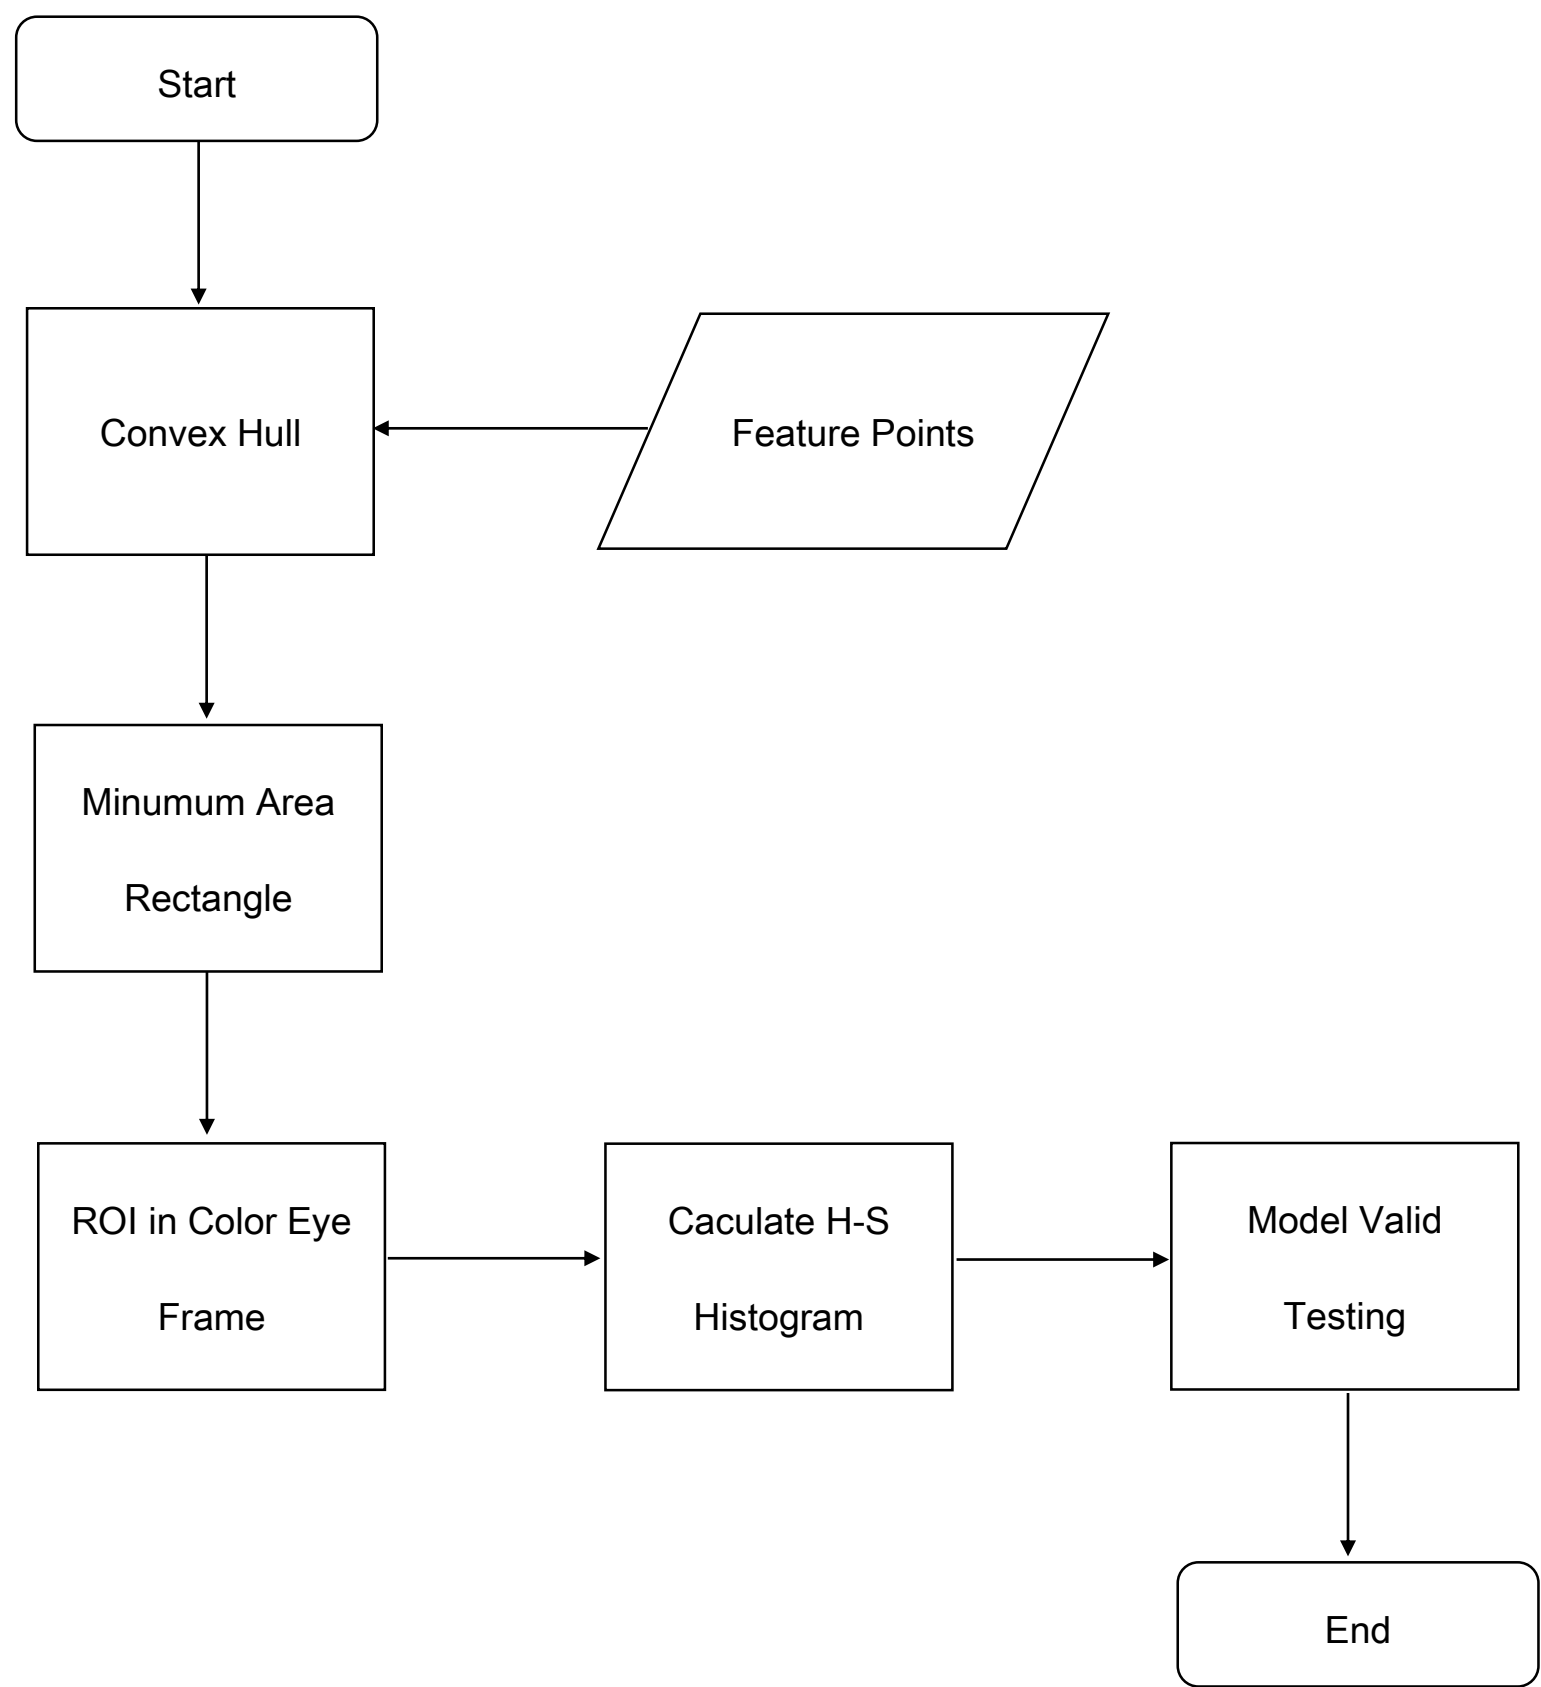 Start
Convex Hull
Feature Points
Minumum Area
Rectangle
ROI in Color Eye
Frame
Caculate H-S
Histogram
Model Valid
Testing
End